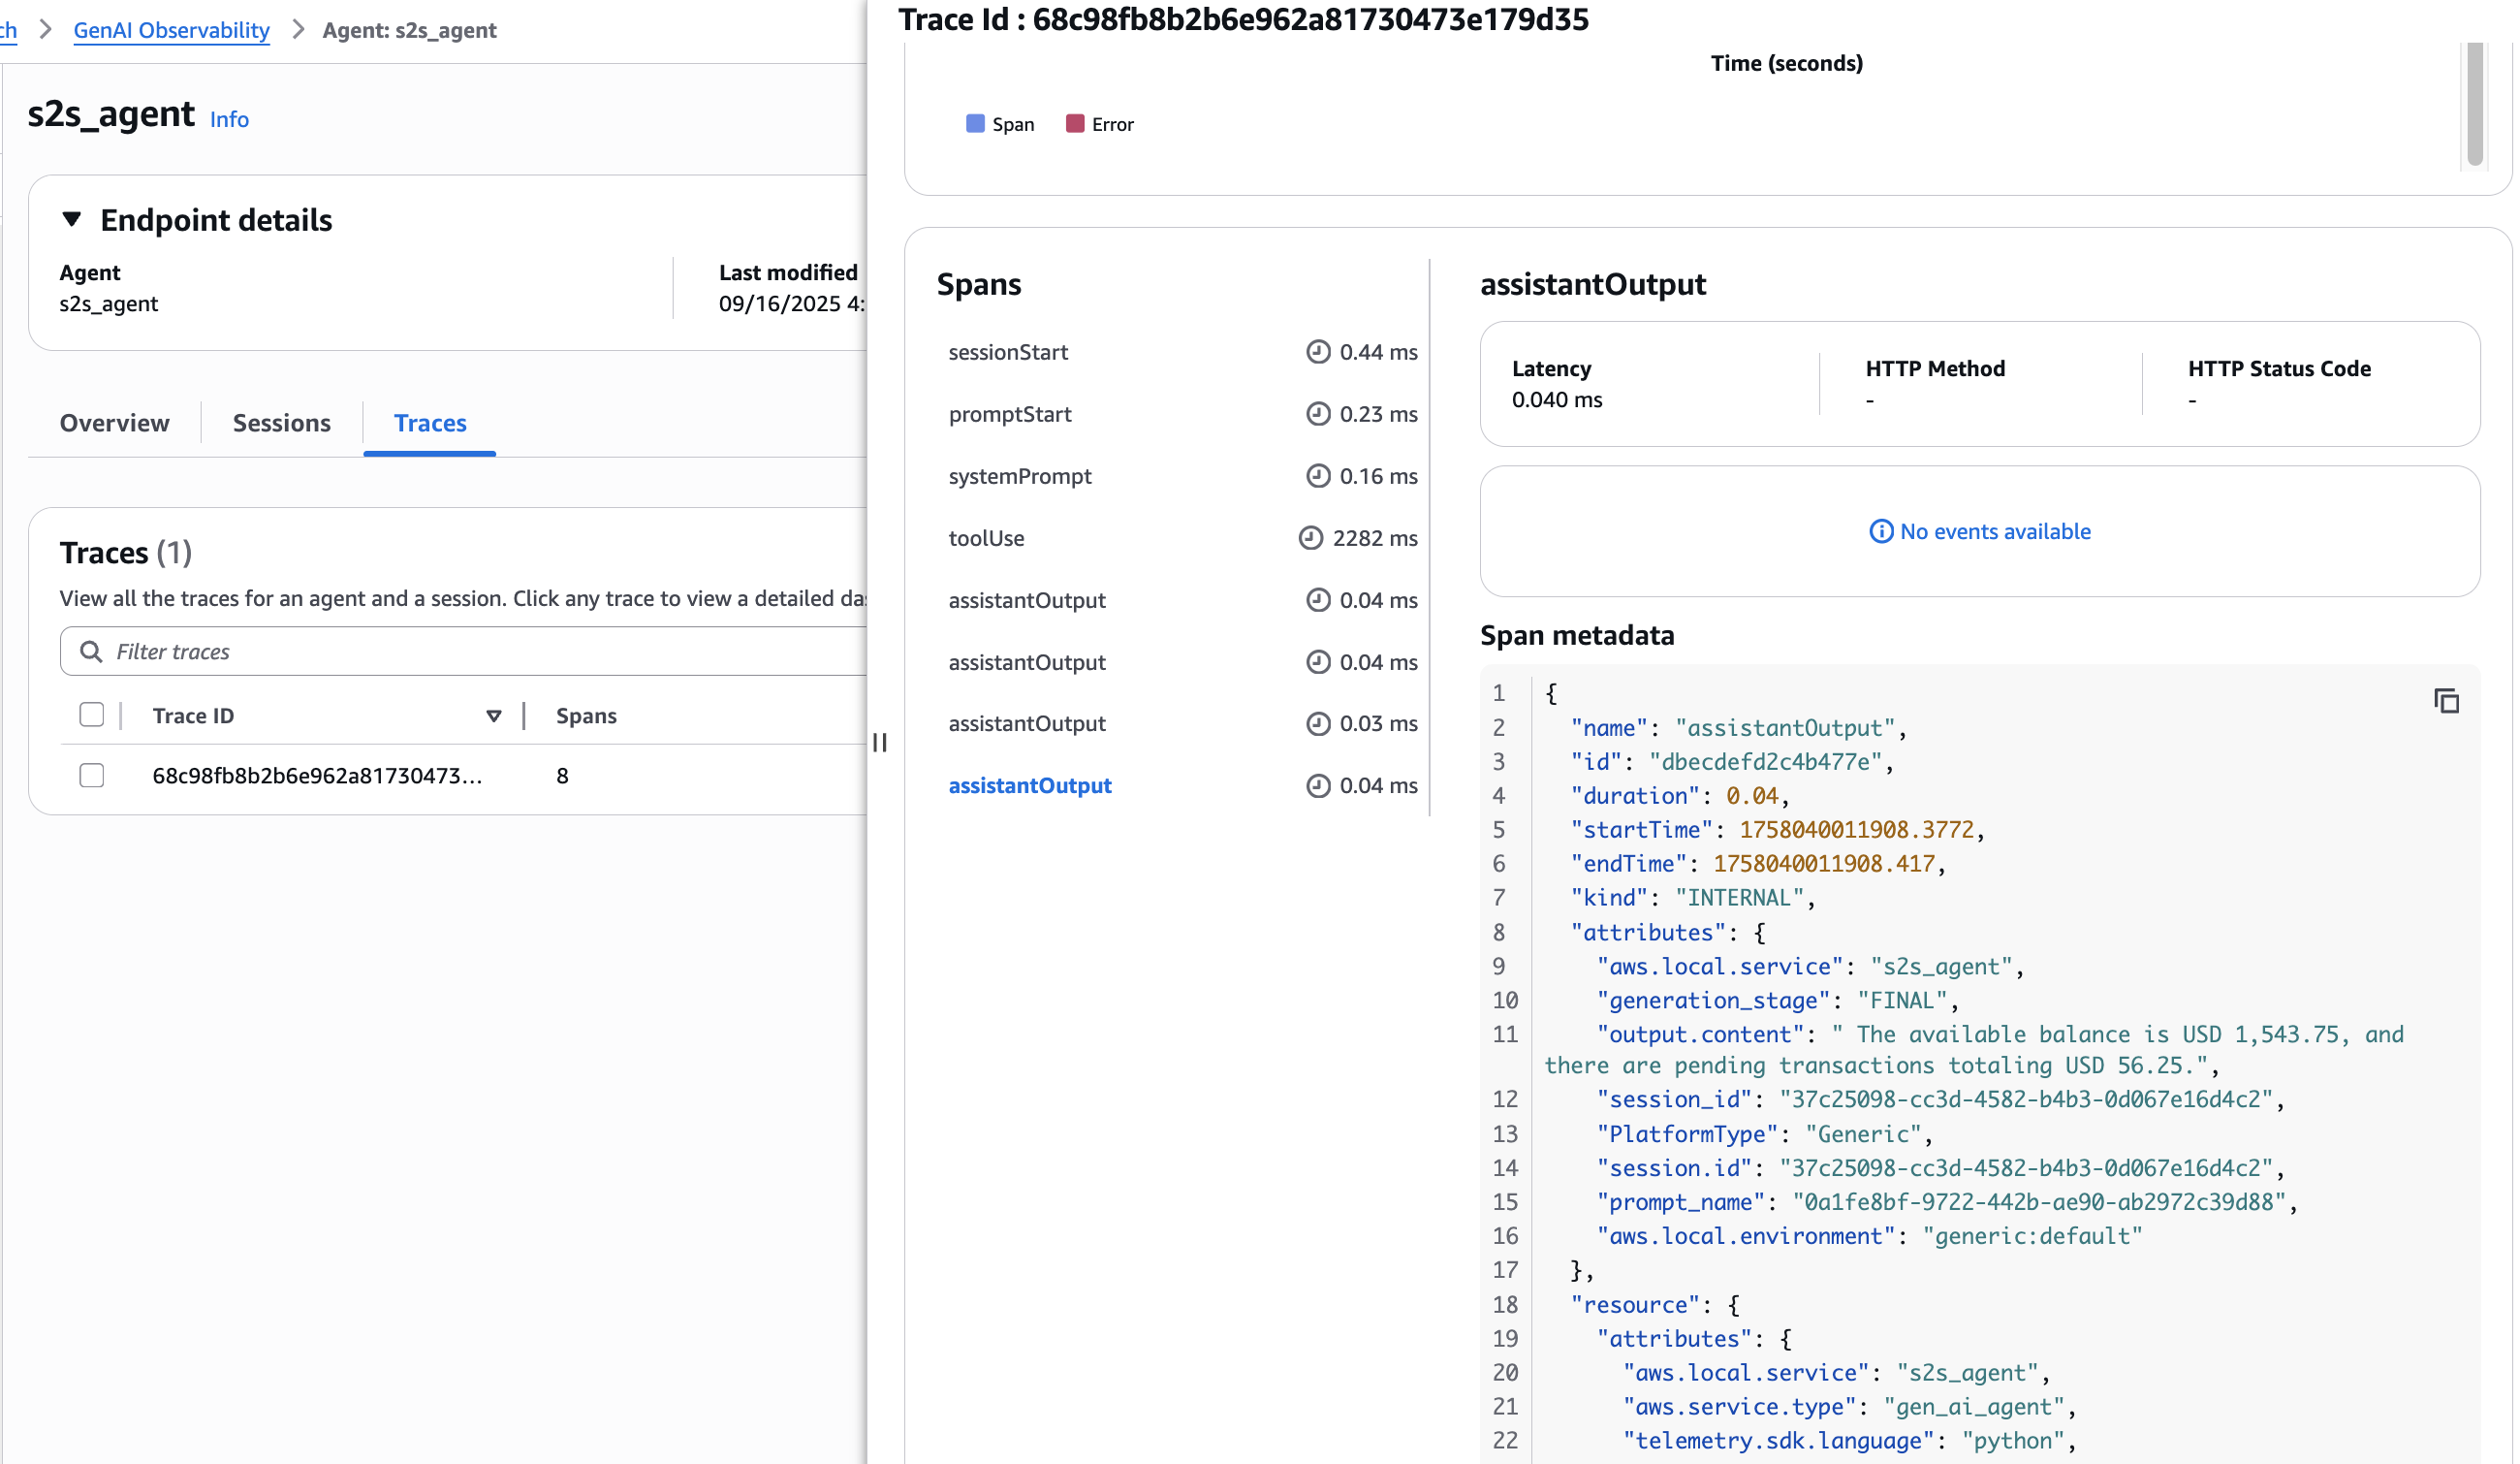 ch > GenAI Observability > Agent: s2s_agent
s2s_agent Info
Endpoint details
Agent
s2s_agent
Last modified
09/16/2025 4:
Overview
Sessions
Traces
Traces (1)
View all the traces for an agent and a session. Click any trace to view a detailed da
Filter traces
Trace ID
Spans
68c98fb8b2b6e962a81730473...
8
Trace Id : 68c98fb8b2b6e962a81730473e179d35
Time (seconds)
Span
Error
Spans
sessionStart 0.44 ms
promptStart 0.23 ms
systemPrompt 0.16 ms
toolUse 2282 ms
assistantOutput 0.04 ms
assistantOutput 0.04 ms
assistantOutput 0.03 ms
assistantOutput 0.04 ms
assistantOutput
Latency
0.040 ms
HTTP Method
-
HTTP Status Code
-
No events available
Span metadata
1 {
2 "name": "assistantOutput",
3 "id": "dbecdefd2c4b477e",
4 "duration": 0.04,
5 "startTime": 1758040011908.3772,
6 "endTime": 1758040011908.417,
7 "kind": "INTERNAL",
8 "attributes": {
9 "aws.local.service": "s2s_agent",
10 "generation_stage": "FINAL",
11 "output.content": " The available balance is USD 1,543.75, and
there are pending transactions totaling USD 56.25.",
12 "session_id": "37c25098-cc3d-4582-b4b3-0d067e16d4c2",
13 "PlatformType": "Generic",
14 "session.id": "37c25098-cc3d-4582-b4b3-0d067e16d4c2",
15 "prompt_name": "0a1fe8bf-9722-442b-ae90-ab2972c39d88",
16 "aws.local.environment": "generic:default"
17 },
18 "resource": {
19 "attributes": {
20 "aws.local.service": "s2s_agent",
21 "aws.service.type": "gen_ai_agent",
22 "telemetry.sdk.language": "python",